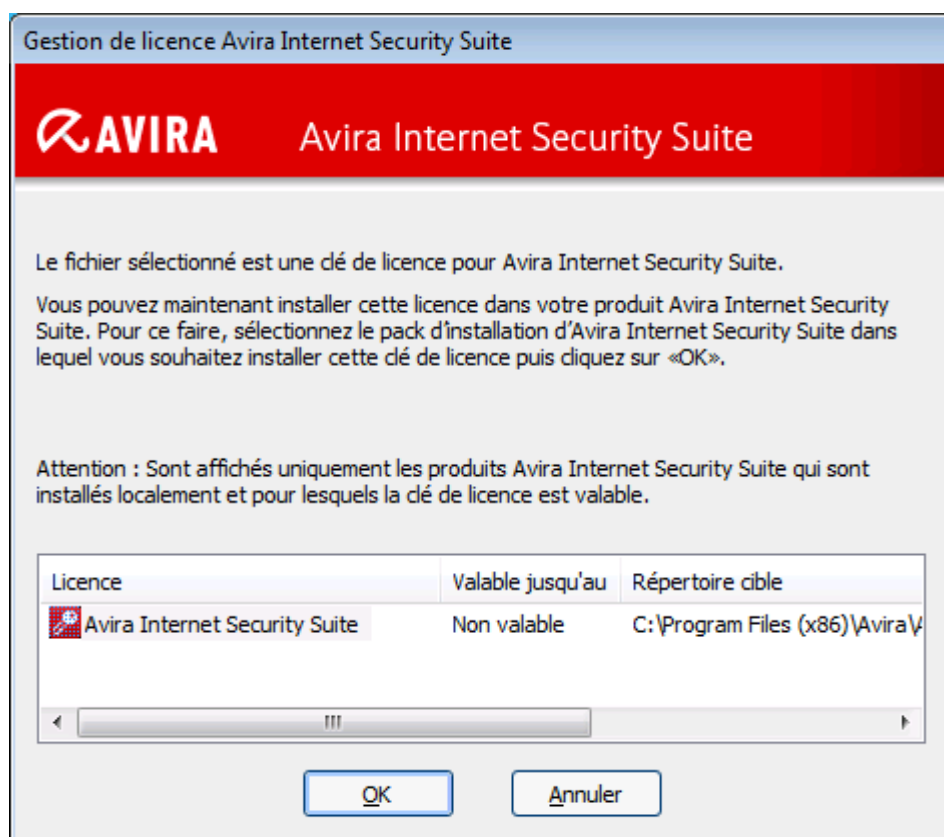 Gestion de licence Avira Internet Security Suite
AVIRA
Avira Internet Security Suite
Le fichier sélectionné est une clé de licence pour Avira Internet Security Suite.
Vous pouvez maintenant installer cette licence dans votre produit Avira Internet Security
Suite. Pour ce faire, sélectionnez le pack d'installation d'Avira Internet Security Suite dans
lequel vous souhaitez installer cette clé de licence puis cliquez sur «OK».
Attention : Sont affichés uniquement les produits Avira Internet Security Suite qui sont
installés localement et pour lesquels la clé de licence est valable.
Licence Valable jusqu'au Répertoire cible
Avira Internet Security Suite Non valable C:\Program Files (x86)\Avira\
OK Annuler